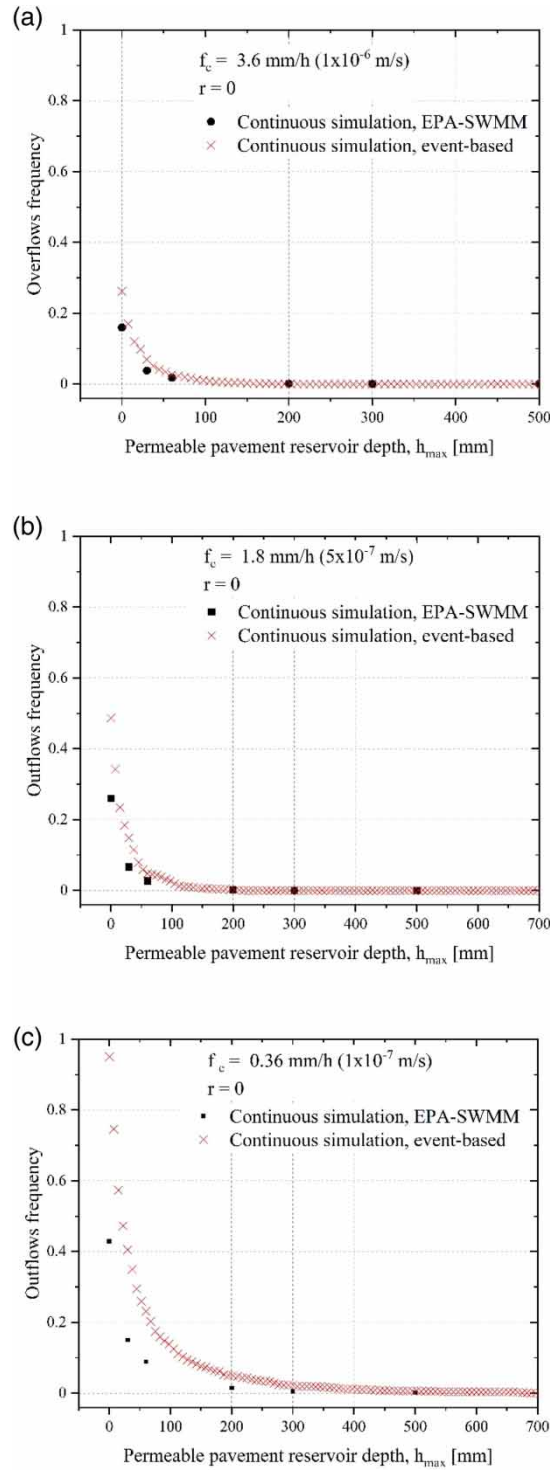 (a)
1
0.8
0.6
0.4
0.2
0
Overflows frequency
f_c = 3.6 mm/h (1x10^-6 m/s)
r = 0
Continuous simulation, EPA-SWMM
Continuous simulation, event-based
0 100 200 300 400 500
Permeable pavement reservoir depth, h_max [mm]
(b)
1
0.8
0.6
0.4
0.2
0
Outflows frequency
f_c = 1.8 mm/h (5x10^-7 m/s)
r = 0
Continuous simulation, EPA-SWMM
Continuous simulation, event-based
0 100 200 300 400 500 600 700
Permeable pavement reservoir depth, h_max [mm]
(c)
1
0.8
0.6
0.4
0.2
0
Outflows frequency
f_c = 0.36 mm/h (1x10^-7 m/s)
r = 0
Continuous simulation, EPA-SWMM
Continuous simulation, event-based
0 100 200 300 400 500 600 700
Permeable pavement reservoir depth, h_max [mm]